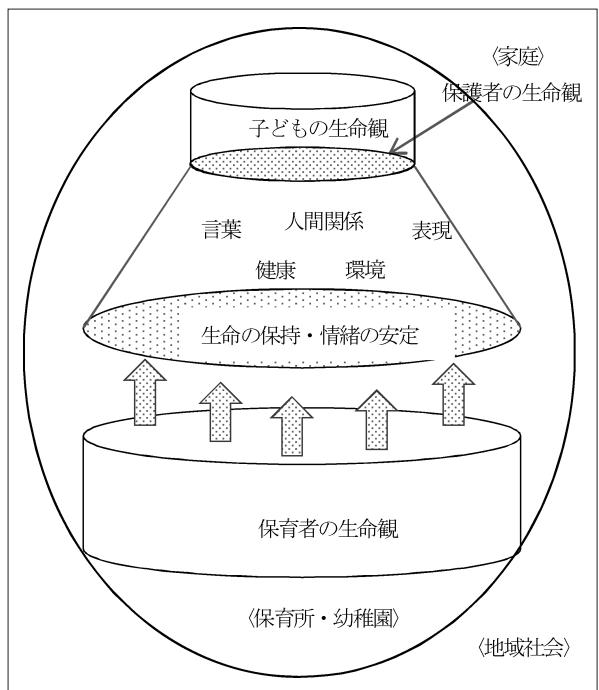 〈家庭〉
保護者の生命観
子どもの生命観
人間関係
言葉
表現
健康
環境
生命の保持・情緒の安定
保育者の生命観
〈保育所・幼稚園〉
〈地域社会〉